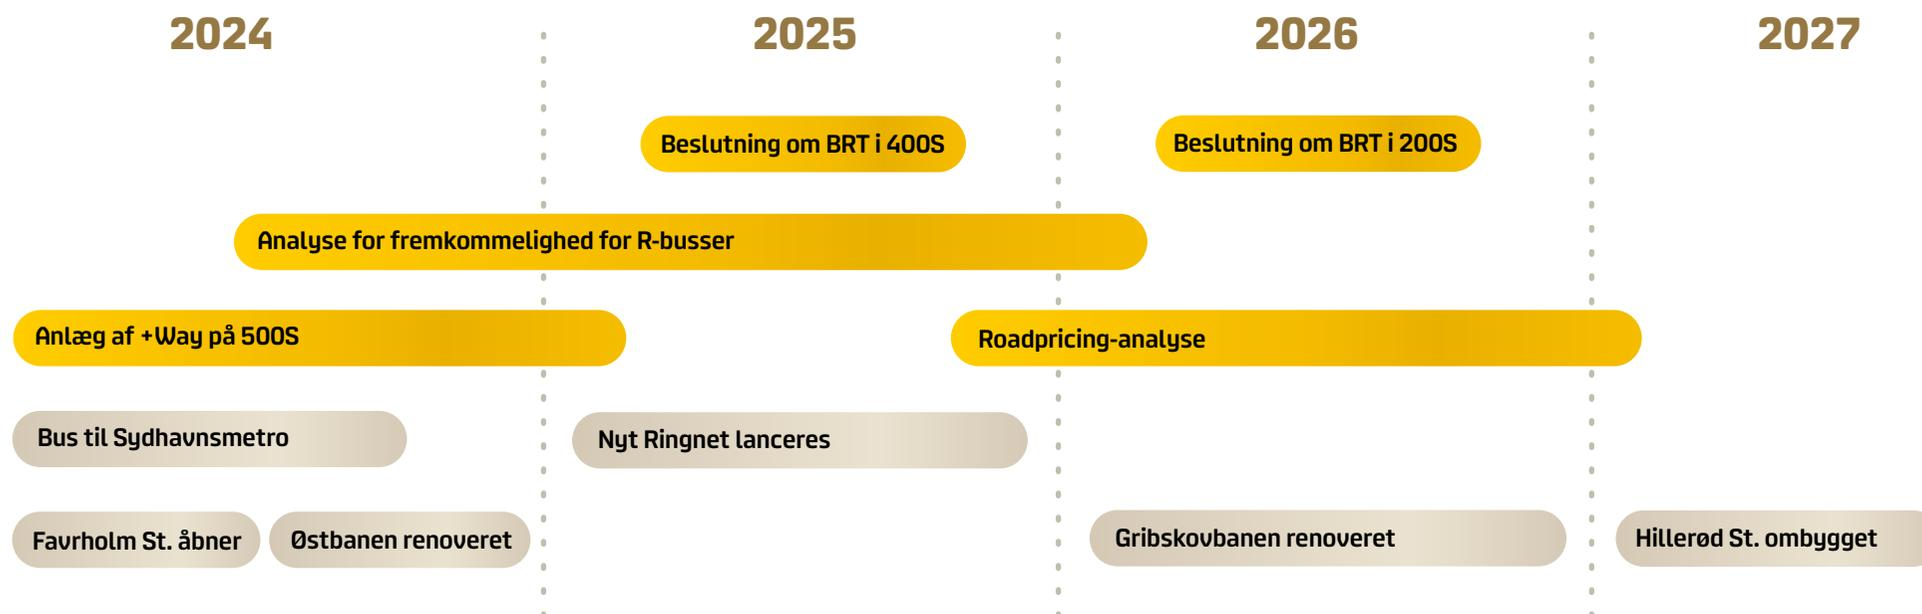 2024
2025
2026
2027
Beslutning om BRT i 400S
Beslutning om BRT i 200S
Analyse for fremkommelighed for R-busser
Anlæg af +Way på 500S
Roadpricing-analyse
Bus til Sydhavnsmetro
Nyt Ringnet lanceres
Favrholm St. åbner
Østbanen renoveret
Gribskovbanen renoveret
Hillerød St. ombygget